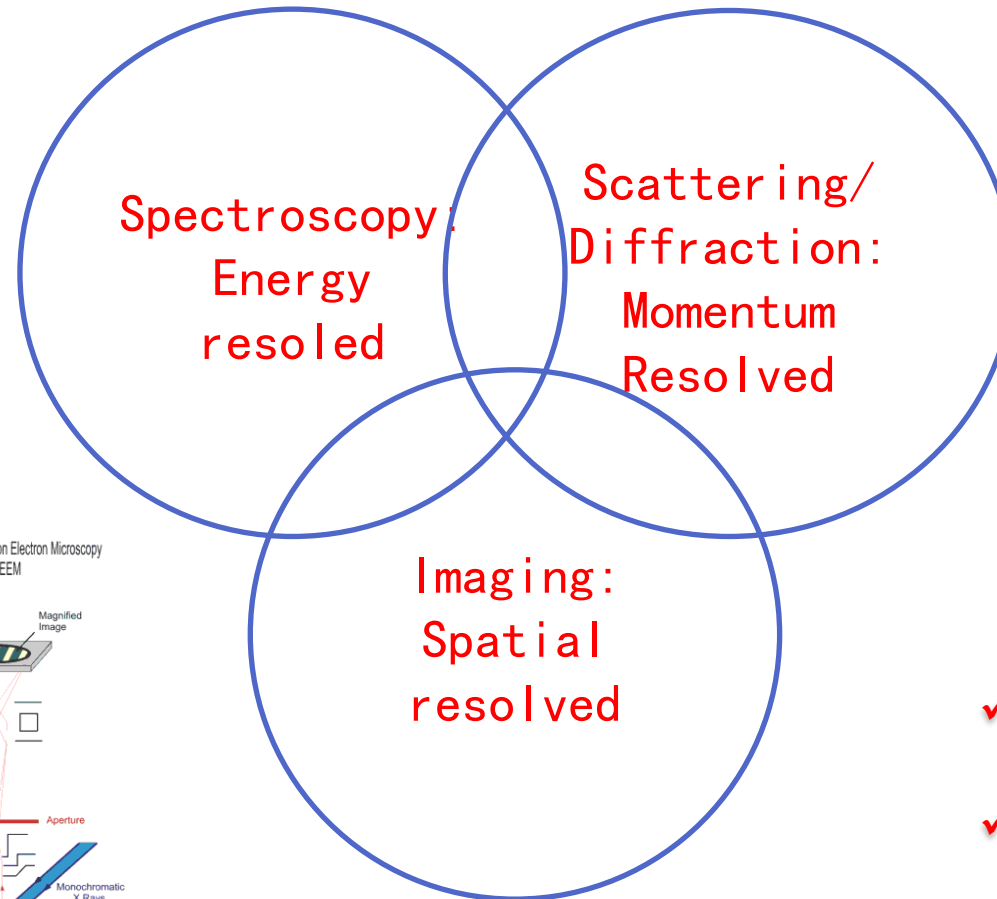 Spectroscopy:
Energy
resoled
Scattering/
Diffraction:
Momentum
Resolved
Imaging:
Spatial
resolved
on Electron Microscopy
EEM
Magnified
Image
Aperture
Monochromatic
X Rays